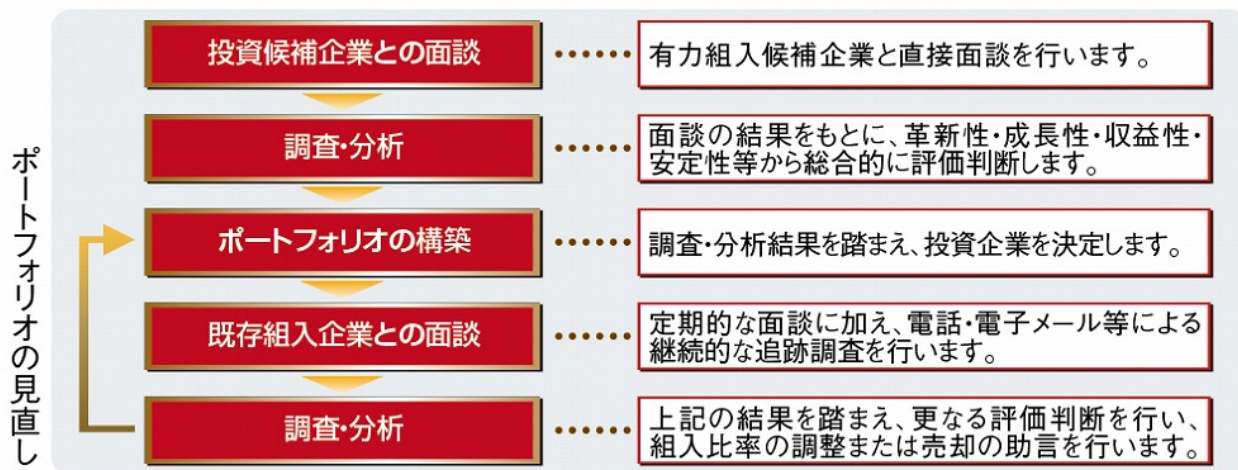 投資候補企業との面談
有力組入候補企業と直接面談を行います。
調査・分析
面談の結果をもとに、革新性・成長性・収益性・
安定性等から総合的に評価判断します。
ポートフォリオの構築
調査・分析結果を踏まえ、投資企業を決定します。
既存組入企業との面談
定期的な面談に加え、電話・電子メール等による
継続的な追跡調査を行います。
調査・分析
上記の結果を踏まえ、更なる評価判断を行い、
組入比率の調整または売却の助言を行います。
ポートフォリオの見直し